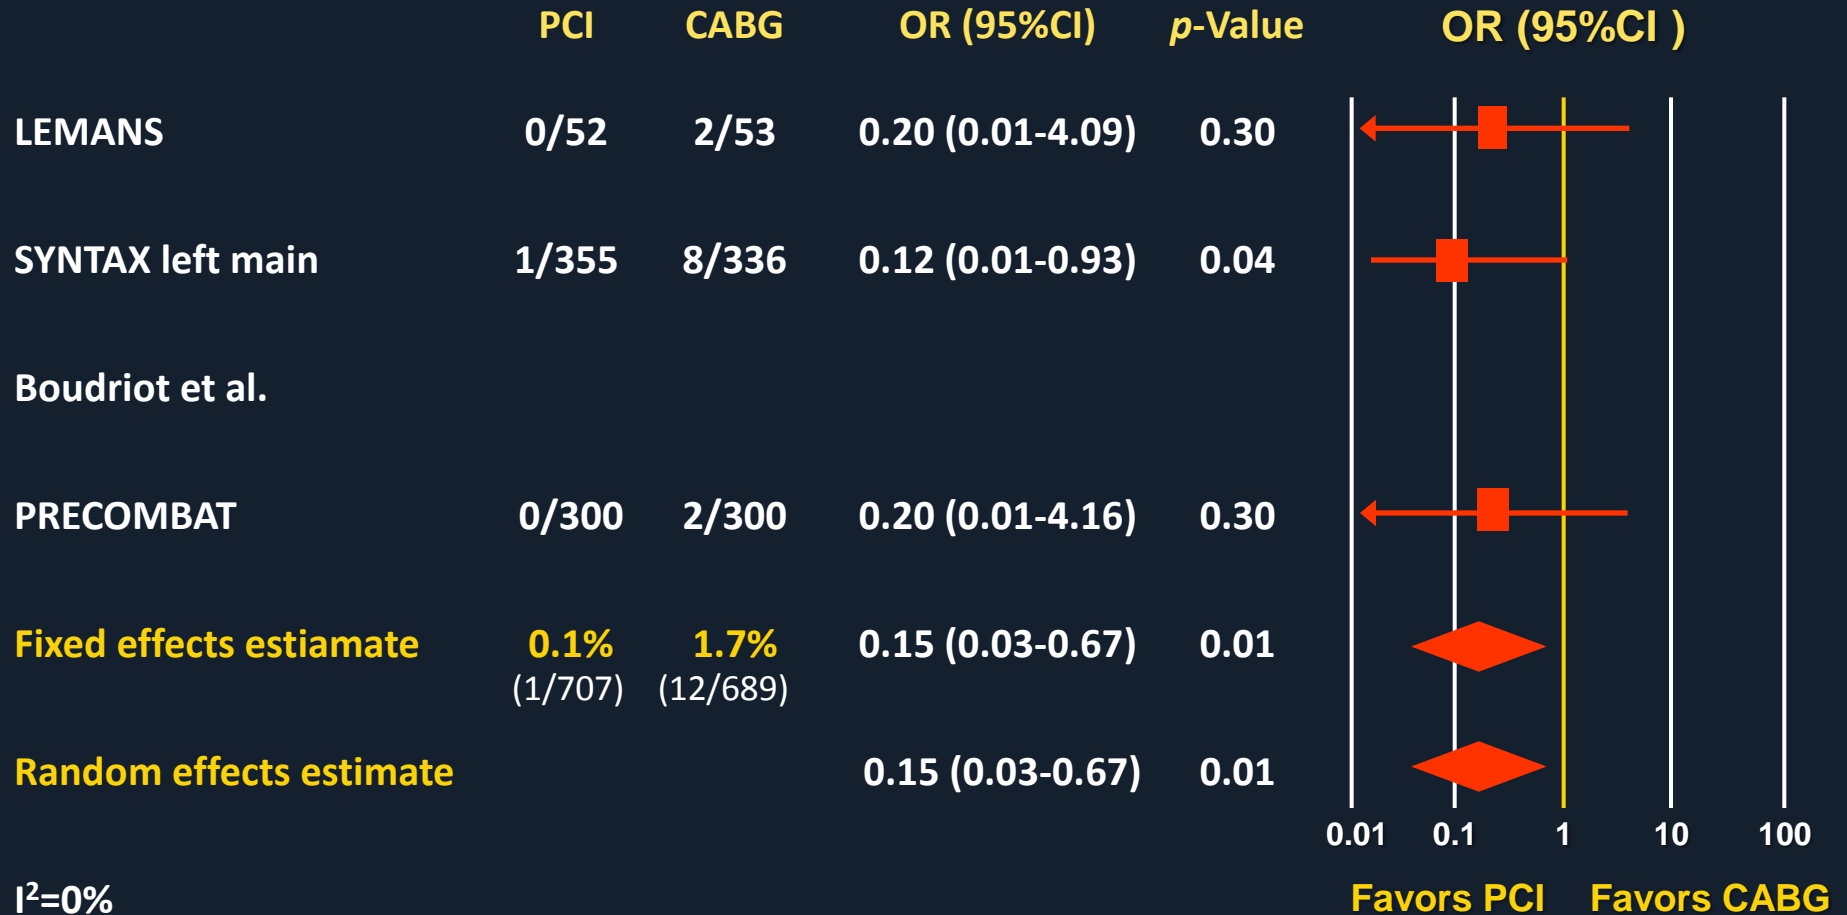 PCI CABG OR (95%CI) p-Value OR (95%CI )
LEMANS 0/52 2/53 0.20 (0.01-4.09) 0.30
SYNTAX left main 1/355 8/336 0.12 (0.01-0.93) 0.04
Boudriot et al.
PRECOMBAT 0/300 2/300 0.20 (0.01-4.16) 0.30
Fixed effects estiamate 0.1% 1.7% 0.15 (0.03-0.67) 0.01
(1/707) (12/689)
Random effects estimate 0.15 (0.03-0.67) 0.01
0.01 0.1 1 10 100
I²=0% Favors PCI Favors CABG